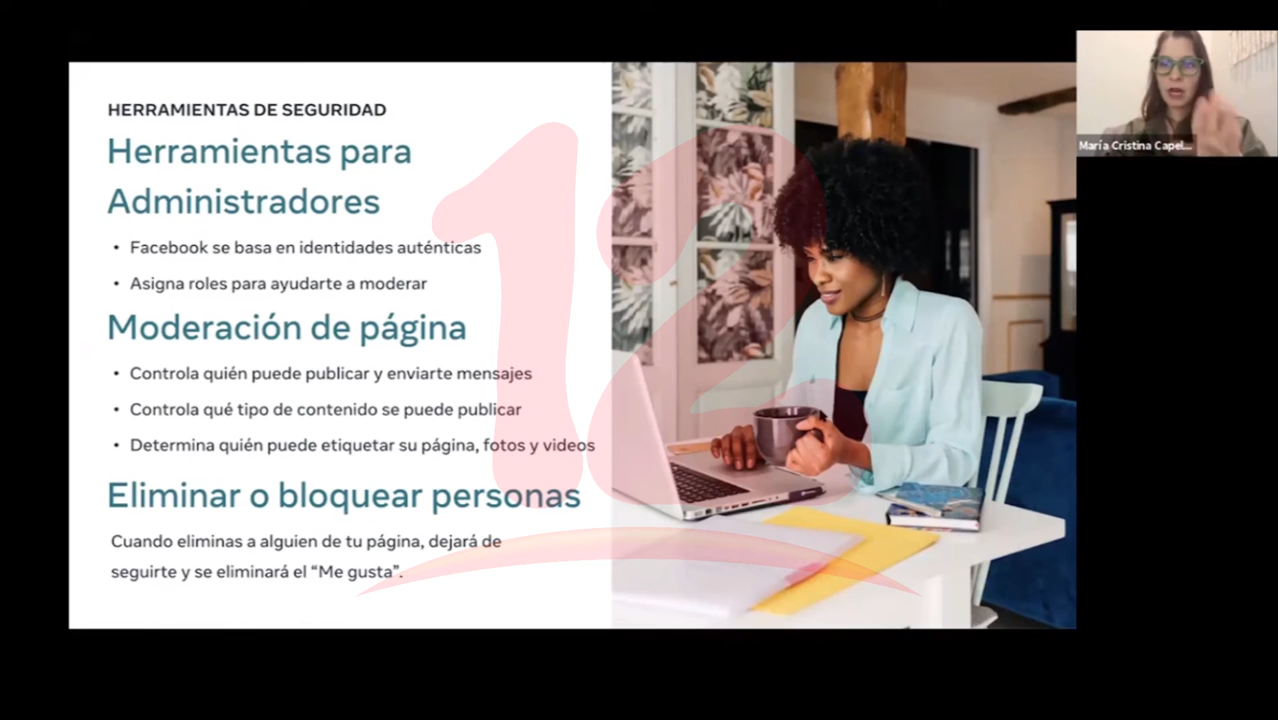 HERRAMIENTAS DE SEGURIDAD
Herramientas para
Administradores
• Facebook se basa en identidades auténticas
• Asigna roles para ayudarte a moderar
Moderación de página
• Controla quién puede publicar y enviarte mensajes
• Controla qué tipo de contenido se puede publicar
• Determina quién puede etiquetar su página, fotos y videos
Eliminar o bloquear personas
Cuando eliminas a alguien de tu página, dejará de
seguirte y se eliminará el “Me gusta”.
María Cristina Capel...
12